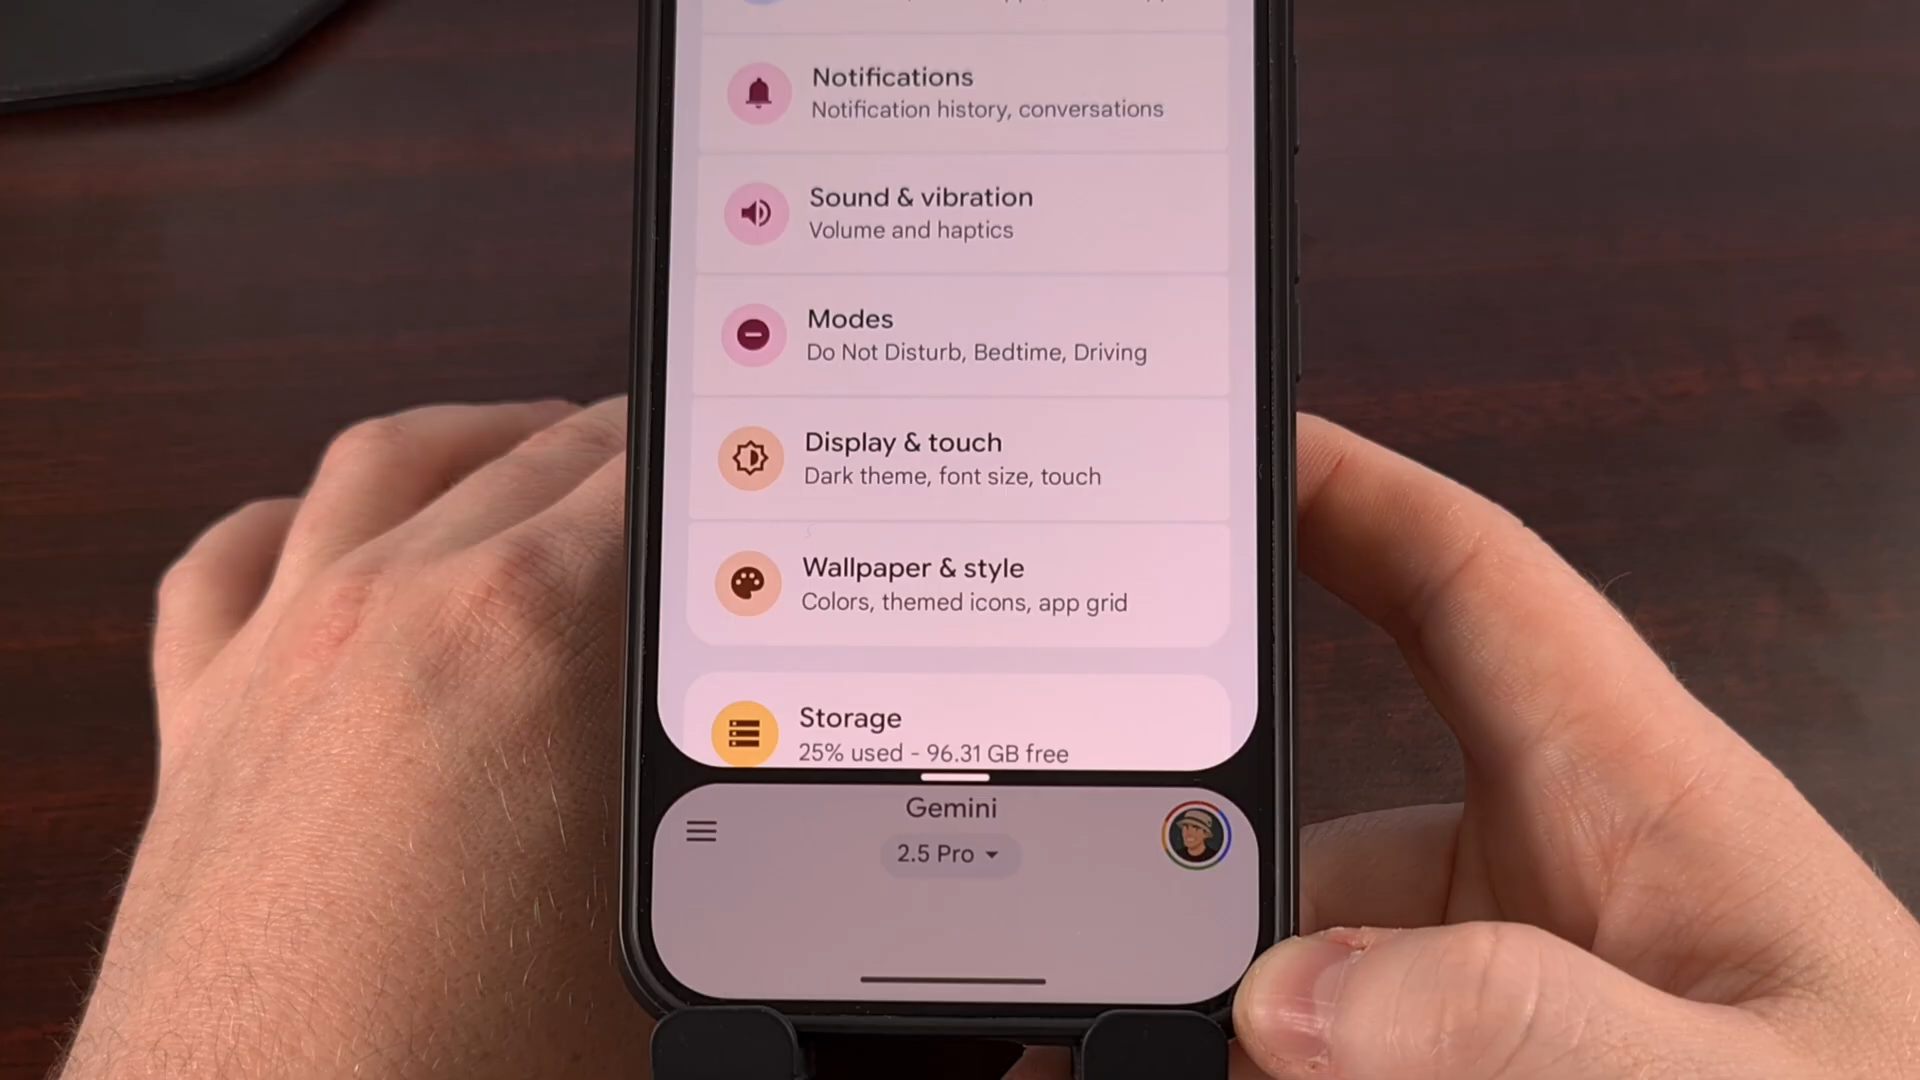 Notifications
Notification history, conversations
Sound & vibration
Volume and haptics
Modes
Do Not Disturb, Bedtime, Driving
Display & touch
Dark theme, font size, touch
Wallpaper & style
Colors, themed icons, app grid
Storage
25% used - 96.31 GB free
Gemini
2.5 Pro